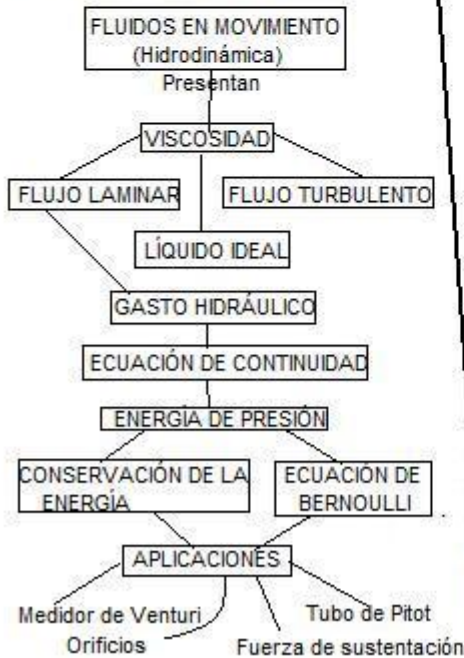 FLUIDOS EN MOVIMIENTO
(Hidrodinámica)
Presentan
VISCOSIDAD
FLUJO LAMINAR
FLUJO TURBULENTO
LÍQUIDO IDEAL
GASTO HIDRÁULICO
ECUACIÓN DE CONTINUIDAD
ENERGÍA DE PRESIÓN
CONSERVACIÓN DE LA
ENERGÍA
ECUACIÓN DE
BERNOULLI
APLICACIONES
Medidor de Venturi
Tubo de Pitot
Orificios
Fuerza de sustentación